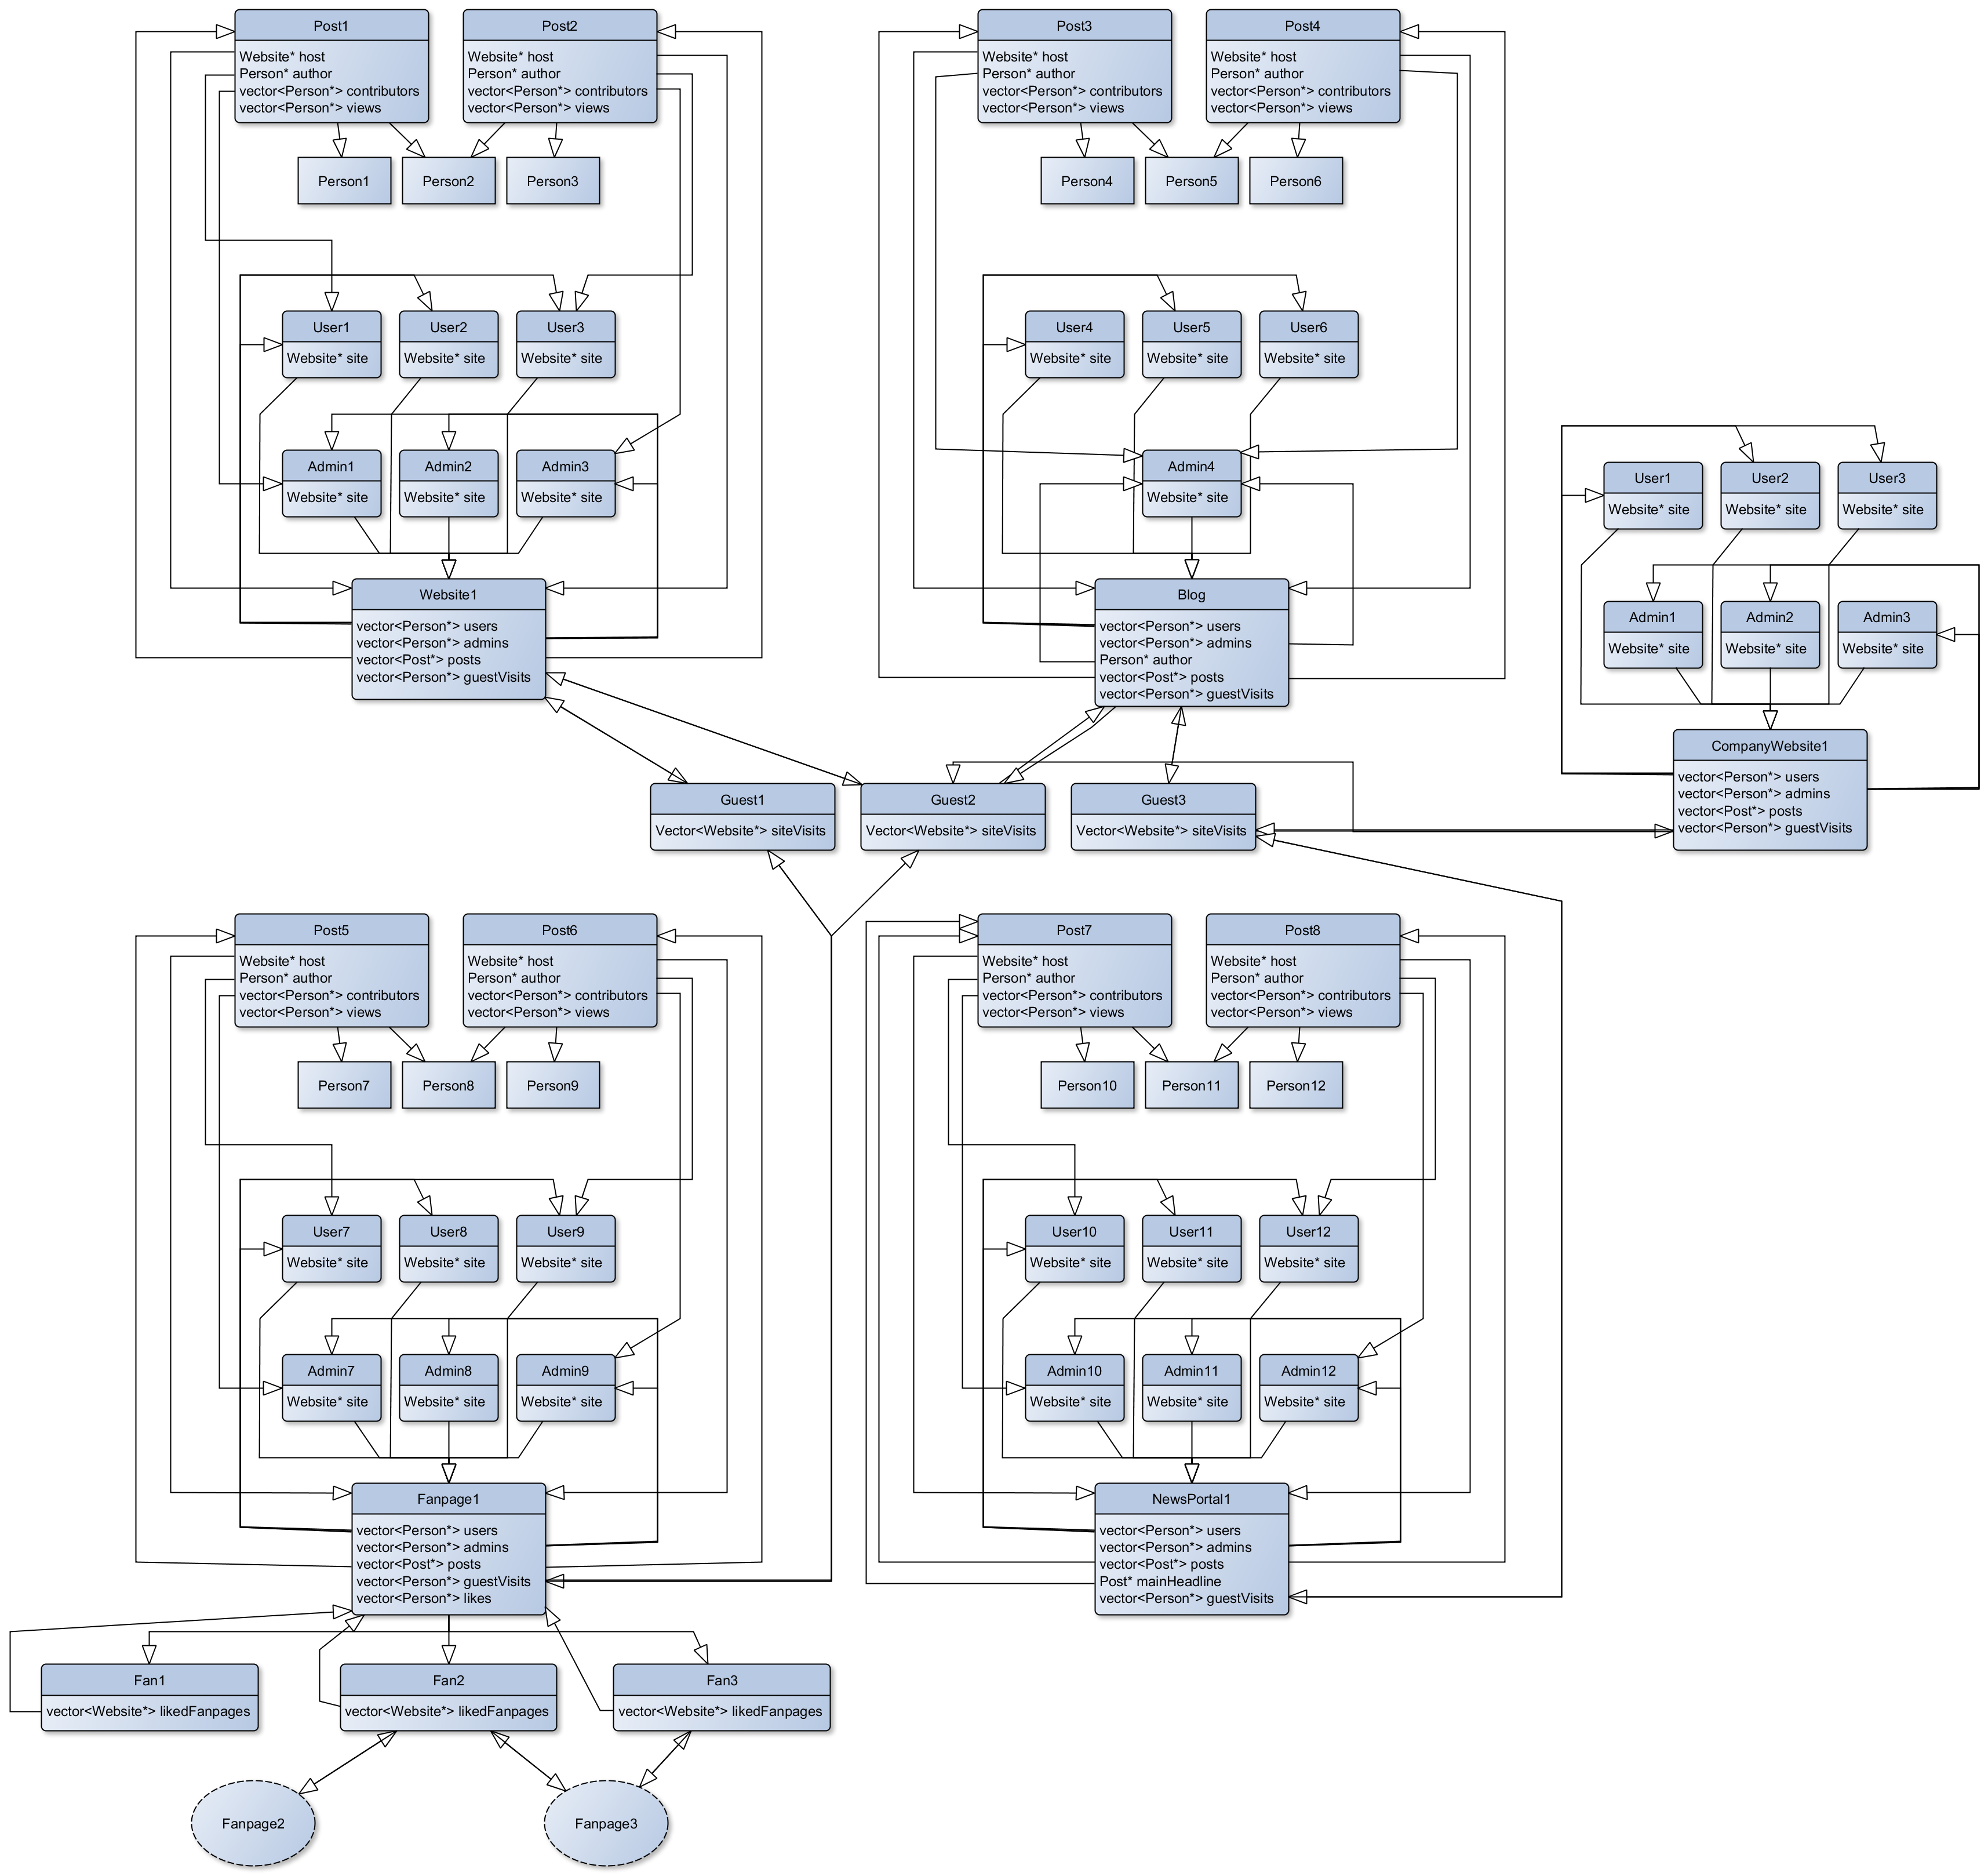 Post1
Website* host
Person* author
vector<Person*> contributors
vector<Person*> views
Post2
Website* host
Person* author
vector<Person*> contributors
vector<Person*> views
Person1
Person2
Person3
User1
Website* site
User2
Website* site
User3
Website* site
Admin1
Website* site
Admin2
Website* site
Admin3
Website* site
Website1
vector<Person*> users
vector<Person*> admins
vector<Post*> posts
vector<Person*> guestVisits
Post3
Website* host
Person* author
vector<Person*> contributors
vector<Person*> views
Post4
Website* host
Person* author
vector<Person*> contributors
vector<Person*> views
Person4
Person5
Person6
User4
Website* site
User5
Website* site
User6
Website* site
Admin4
Website* site
Blog
vector<Person*> users
vector<Person*> admins
Person* author
vector<Post*> posts
vector<Person*> guestVisits
User1
Website* site
User2
Website* site
User3
Website* site
Admin1
Website* site
Admin2
Website* site
Admin3
Website* site
CompanyWebsite1
vector<Person*> users
vector<Person*> admins
vector<Post*> posts
vector<Person*> guestVisits
Guest1
Vector<Website*> siteVisits
Guest2
Vector<Website*> siteVisits
Guest3
Vector<Website*> siteVisits
Post5
Website* host
Person* author
vector<Person*> contributors
vector<Person*> views
Post6
Website* host
Person* author
vector<Person*> contributors
vector<Person*> views
Person7
Person8
Person9
User7
Website* site
User8
Website* site
User9
Website* site
Admin7
Website* site
Admin8
Website* site
Admin9
Website* site
Fanpage1
vector<Person*> users
vector<Person*> admins
vector<Post*> posts
vector<Person*> guestVisits
vector<Person*> likes
Fan1
vector<Website*> likedFanpages
Fan2
vector<Website*> likedFanpages
Fan3
vector<Website*> likedFanpages
Fanpage2
Fanpage3
Post7
Website* host
Person* author
vector<Person*> contributors
vector<Person*> views
Post8
Website* host
Person* author
vector<Person*> contributors
vector<Person*> views
Person10
Person11
Person12
User10
Website* site
User11
Website* site
User12
Website* site
Admin10
Website* site
Admin11
Website* site
Admin12
Website* site
NewsPortal1
vector<Person*> users
vector<Person*> admins
vector<Post*> posts
Post* mainHeadline
vector<Person*> guestVisits